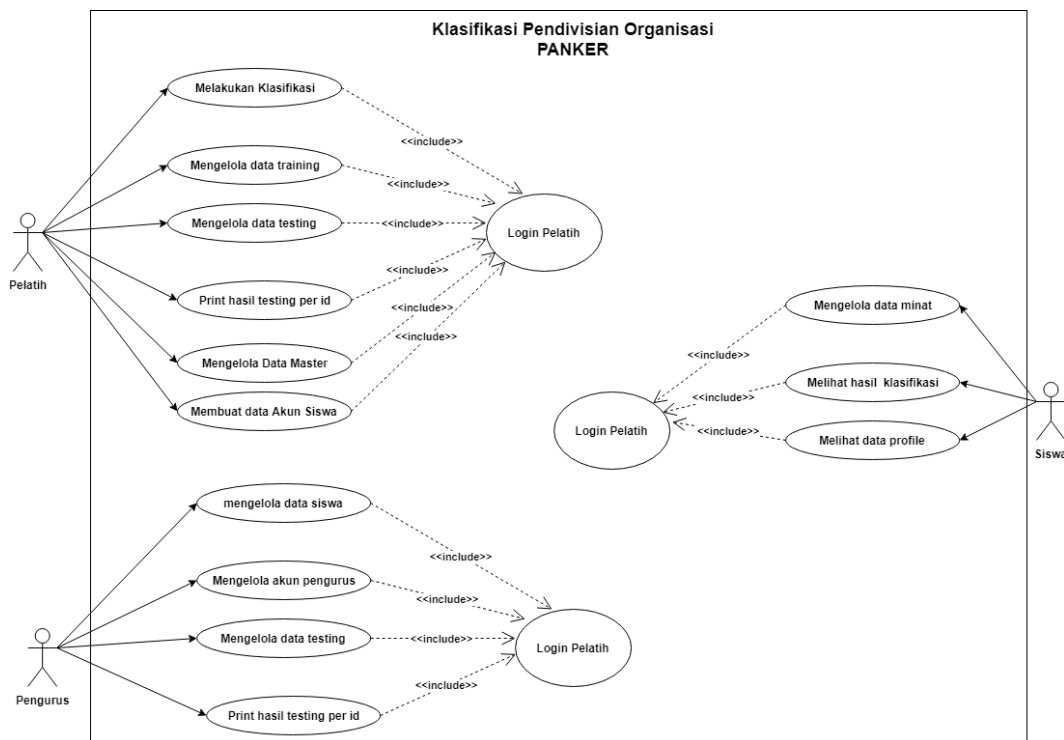 Klasifikasi Pendivisian Organisasi
PANKER
Melakukan Klasifikasi
<<include>>
Mengelola data training
<<include>>
Mengelola data testing
<<include>>
Login Pelatih
Pelatih
Print hasil testing per id
<<include>>
<<include>>
Mengelola Data Master
<<include>>
Membuat data Akun Siswa
Mengelola data minat
<<include>>
Melihat hasil klasifikasi
<<include>>
Login Pelatih
Melihat data profile
<<include>>
Siswa
mengelola data siswa
<<include>>
Mengelola akun pengurus
<<include>>
Mengelola data testing
<<include>>
Login Pelatih
Pengurus
Print hasil testing per id
<<include>>